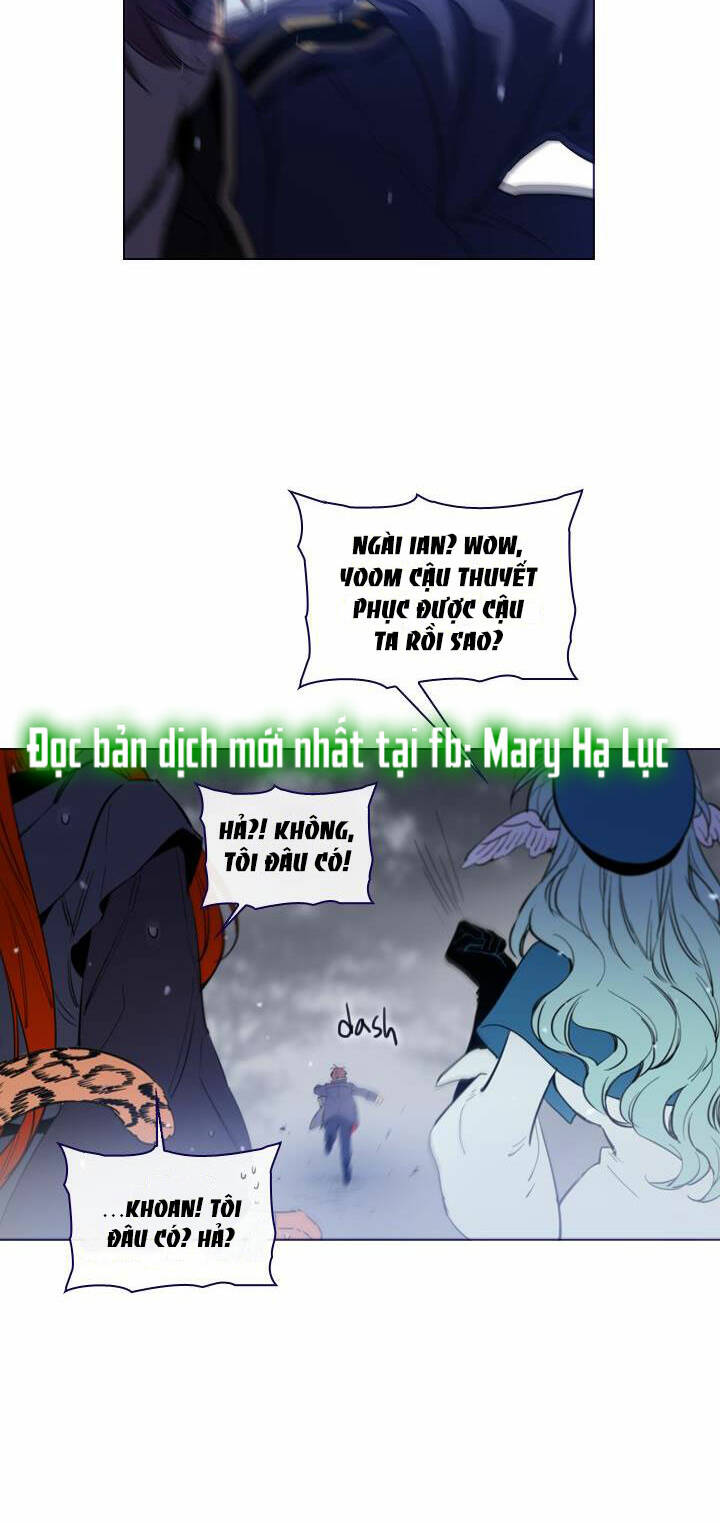 NGÀI IAN? WOW,
YOOM CẬU THUYẾT
PHỤC ĐƯỢC CẬU
TA RỒI SAO?
Đọc bản dịch mới nhất tại fb: Mary Hạ Lục
HẢ?! KHÔNG,
TÔI ĐÂU CÓ!
dash
...KHOAN! TÔI
ĐÂU CÓ? HẢ?